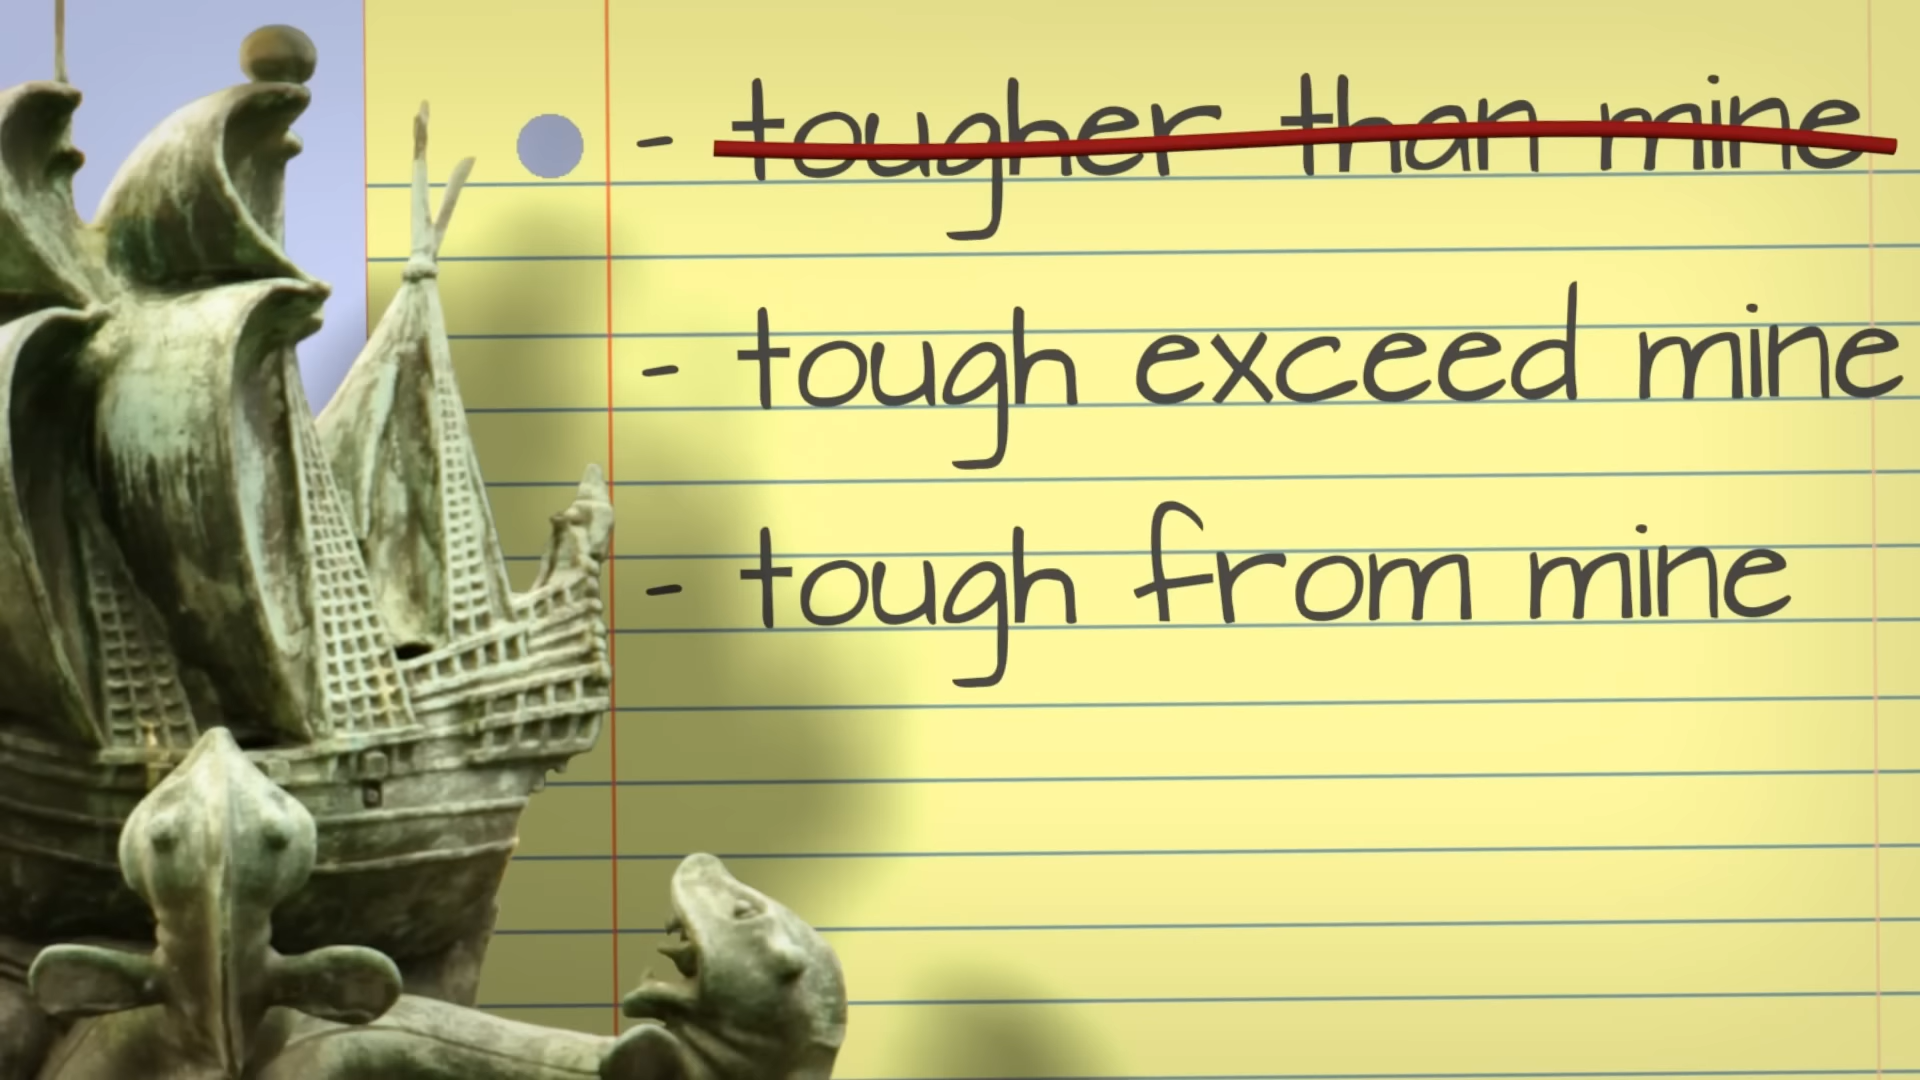 - tougher than mine
- tough exceed mine
- tough from mine